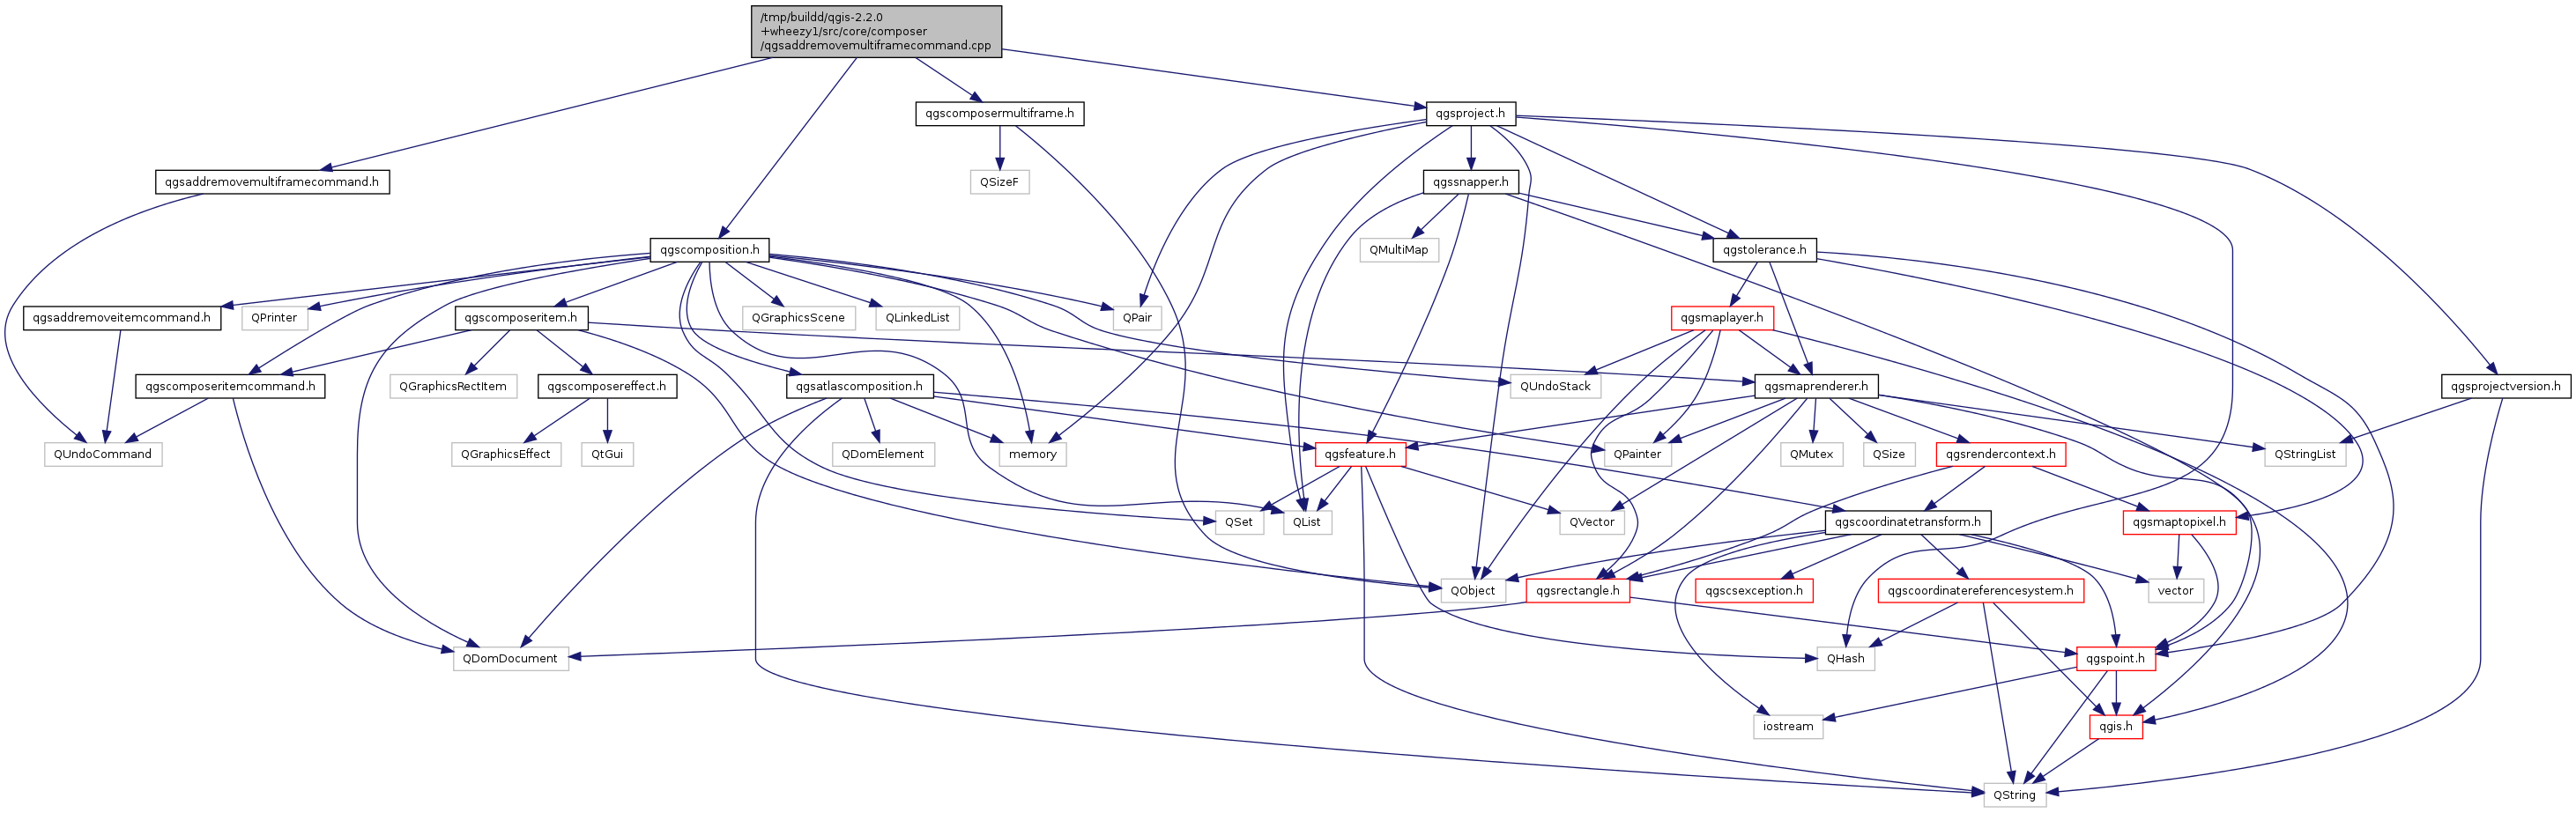 /tmp/buildd/qgis-2.2.0
+wheezy1/src/core/composer
/qgsaddremovemultiframecommand.cpp
qgscomposermultiframe.h
qgsproject.h
qgsaddremovemultiframecommand.h
QSizeF
qgssnapper.h
qgscomposition.h
QMultiMap
qgstolerance.h
qgsaddremoveitemcommand.h
QPrinter
qgscomposeritem.h
QGraphicsScene
QLinkedList
QPair
qgsmaplayer.h
qgscomposeritemcommand.h
QGraphicsRectItem
qgscomposereffect.h
qgsatlascomposition.h
QUndoStack
qgsmaprenderer.h
qgsprojectversion.h
QUndoCommand
QGraphicsEffect
QtGui
QDomElement
memory
qgsfeature.h
QPainter
QMutex
QSize
qgsrendercontext.h
QStringList
QSet
QList
QVector
qgscoordinatetransform.h
qgsmaptopixel.h
QObject
qgsrectangle.h
qgscsexception.h
qgscoordinatereferencesystem.h
vector
QDomDocument
QHash
qgspoint.h
iostream
qgis.h
QString